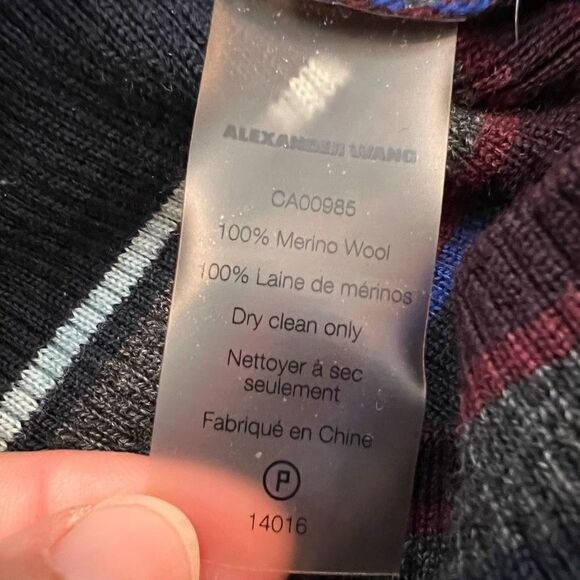 ALEXANDER WANG
CA00985
100% Merino Wool
100% Laine de mérinos
Dry clean only
Nettoyer à sec
seulement
Fabriqué en Chine
P
14016